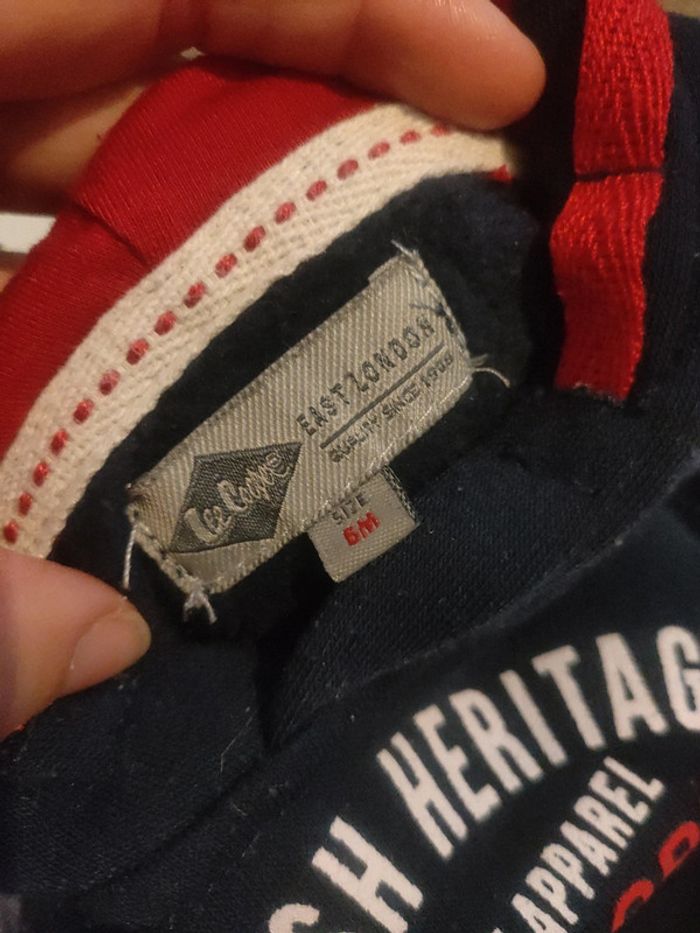 Lee Cooper
EAST LONDON
QUALITY SINCE 1908
SIZE
6M
SH HERITAG
APPAREL